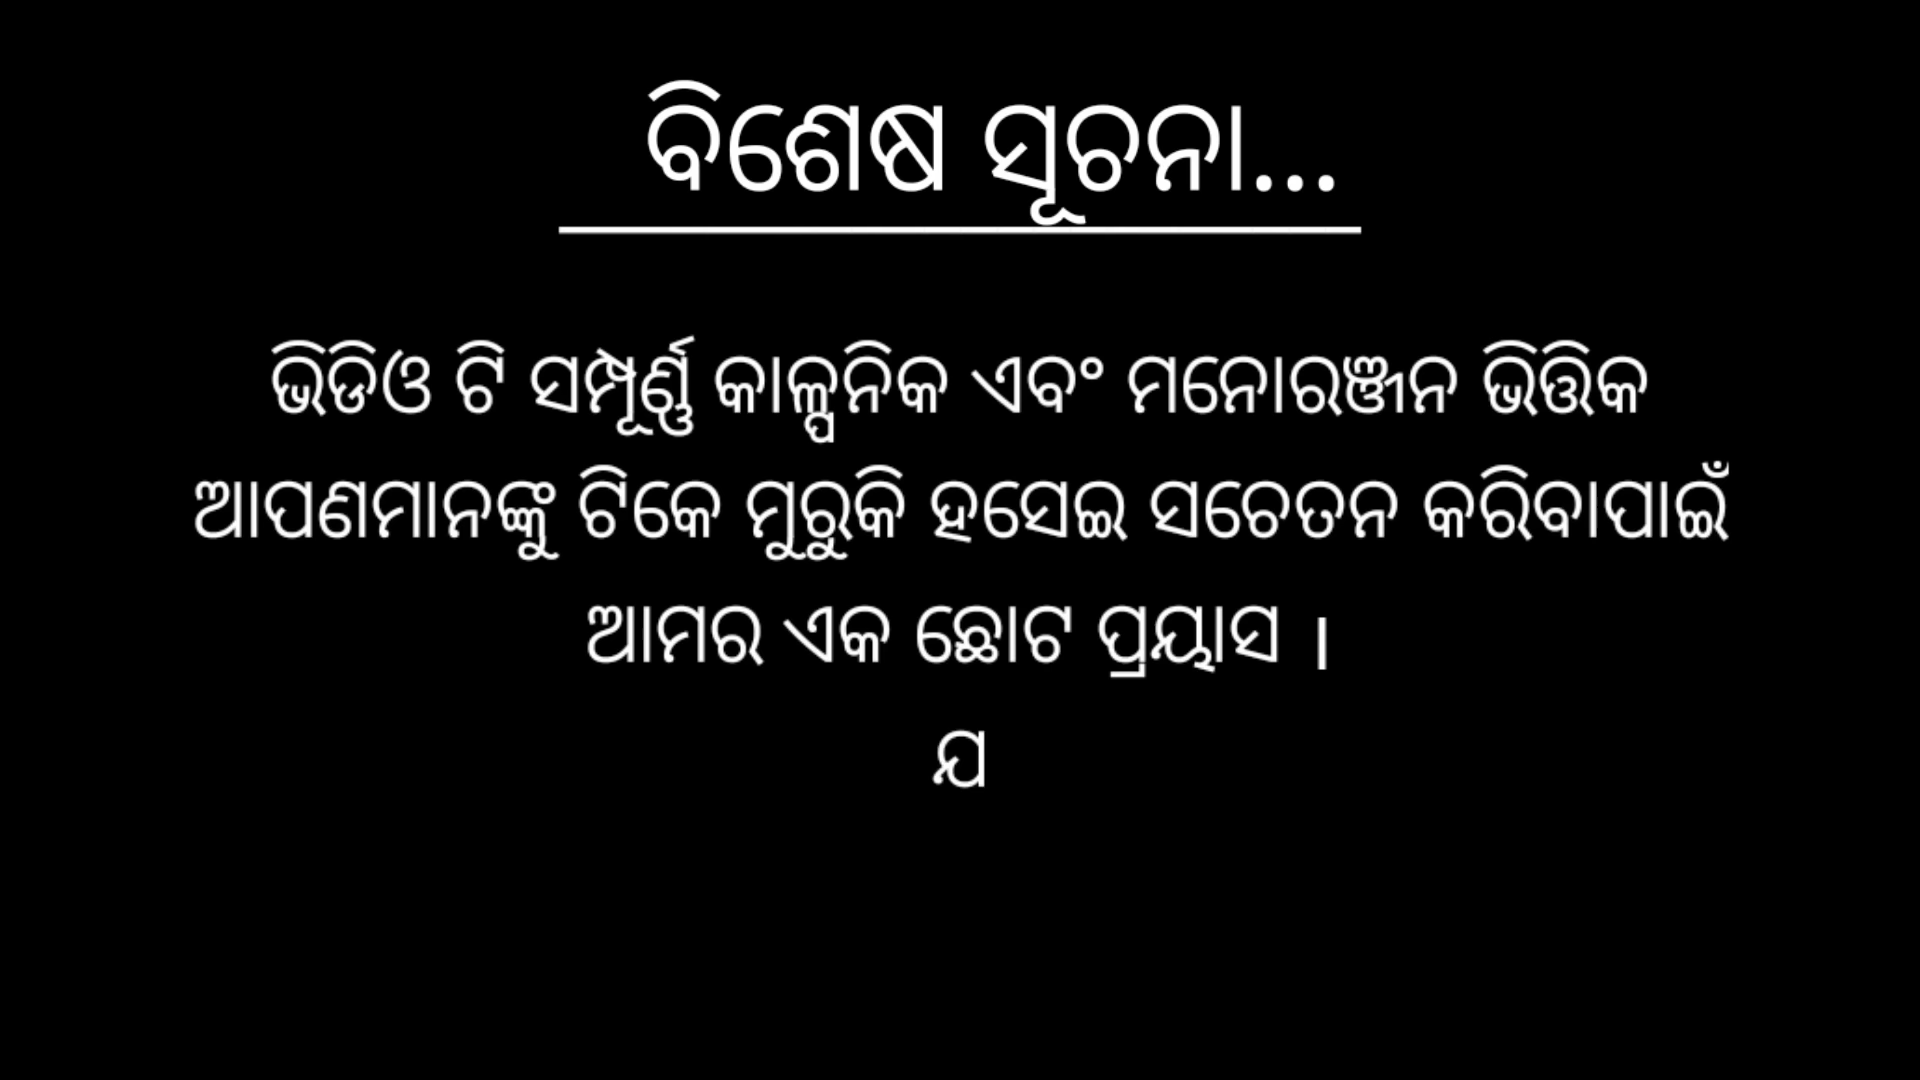 ବିଶେଷ ସୂଚନା...
ଭିଡିଓ ଟି ସମ୍ପୂର୍ଣ୍ଣ କାଳ୍ପନିକ ଏବଂ ମନୋରଞ୍ଜନ ଭିତ୍ତିକ
ଆପଣମାନଙ୍କୁ ଟିକେ ମୁରୁକି ହସେଇ ସଚେତନ କରିବାପାଇଁ
ଆମର ଏକ ଛୋଟ ପ୍ରୟାସ ।
ଯ